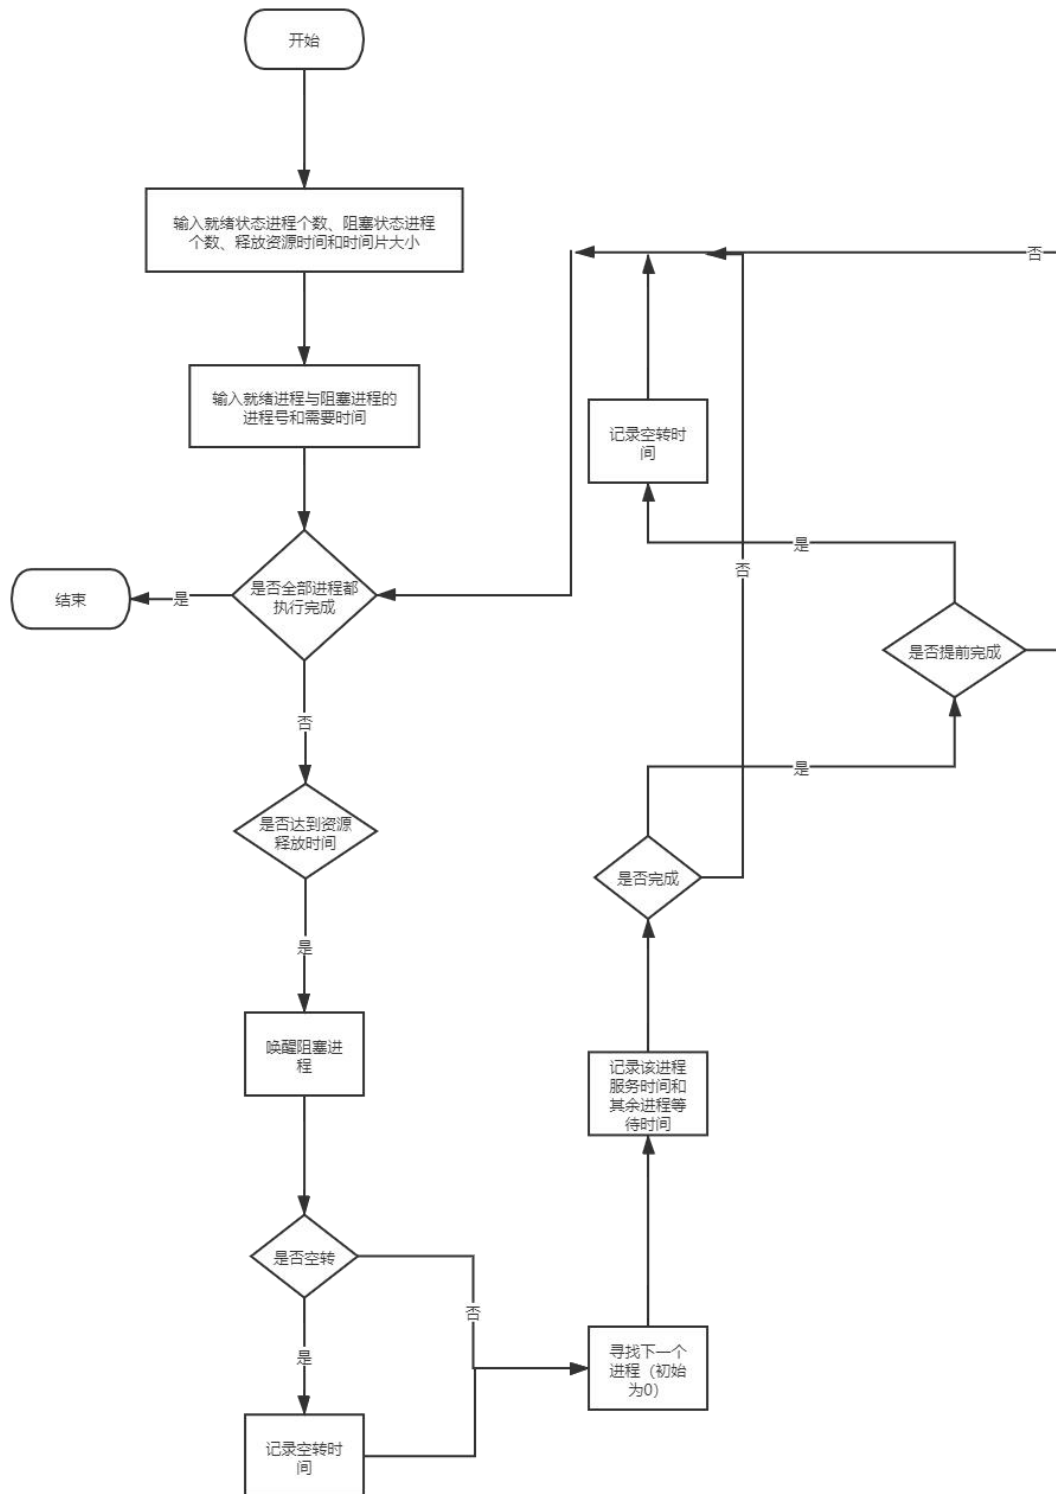 开始
输入就绪状态进程个数、阻塞状态进程
个数、释放资源时间和时间片大小
输入就绪进程与阻塞进程的
进程号和需要时间
是否全部进程都
执行完成
是
结束
否
是否达到资源
释放时间
是
唤醒阻塞进
程
是否空转
否
是
记录空转时
间
寻找下一个
进程（初始
为0）
记录该进程
服务时间和
其余进程等
待时间
是否完成
否
是
是否提前完成
是
否
记录空转时
间